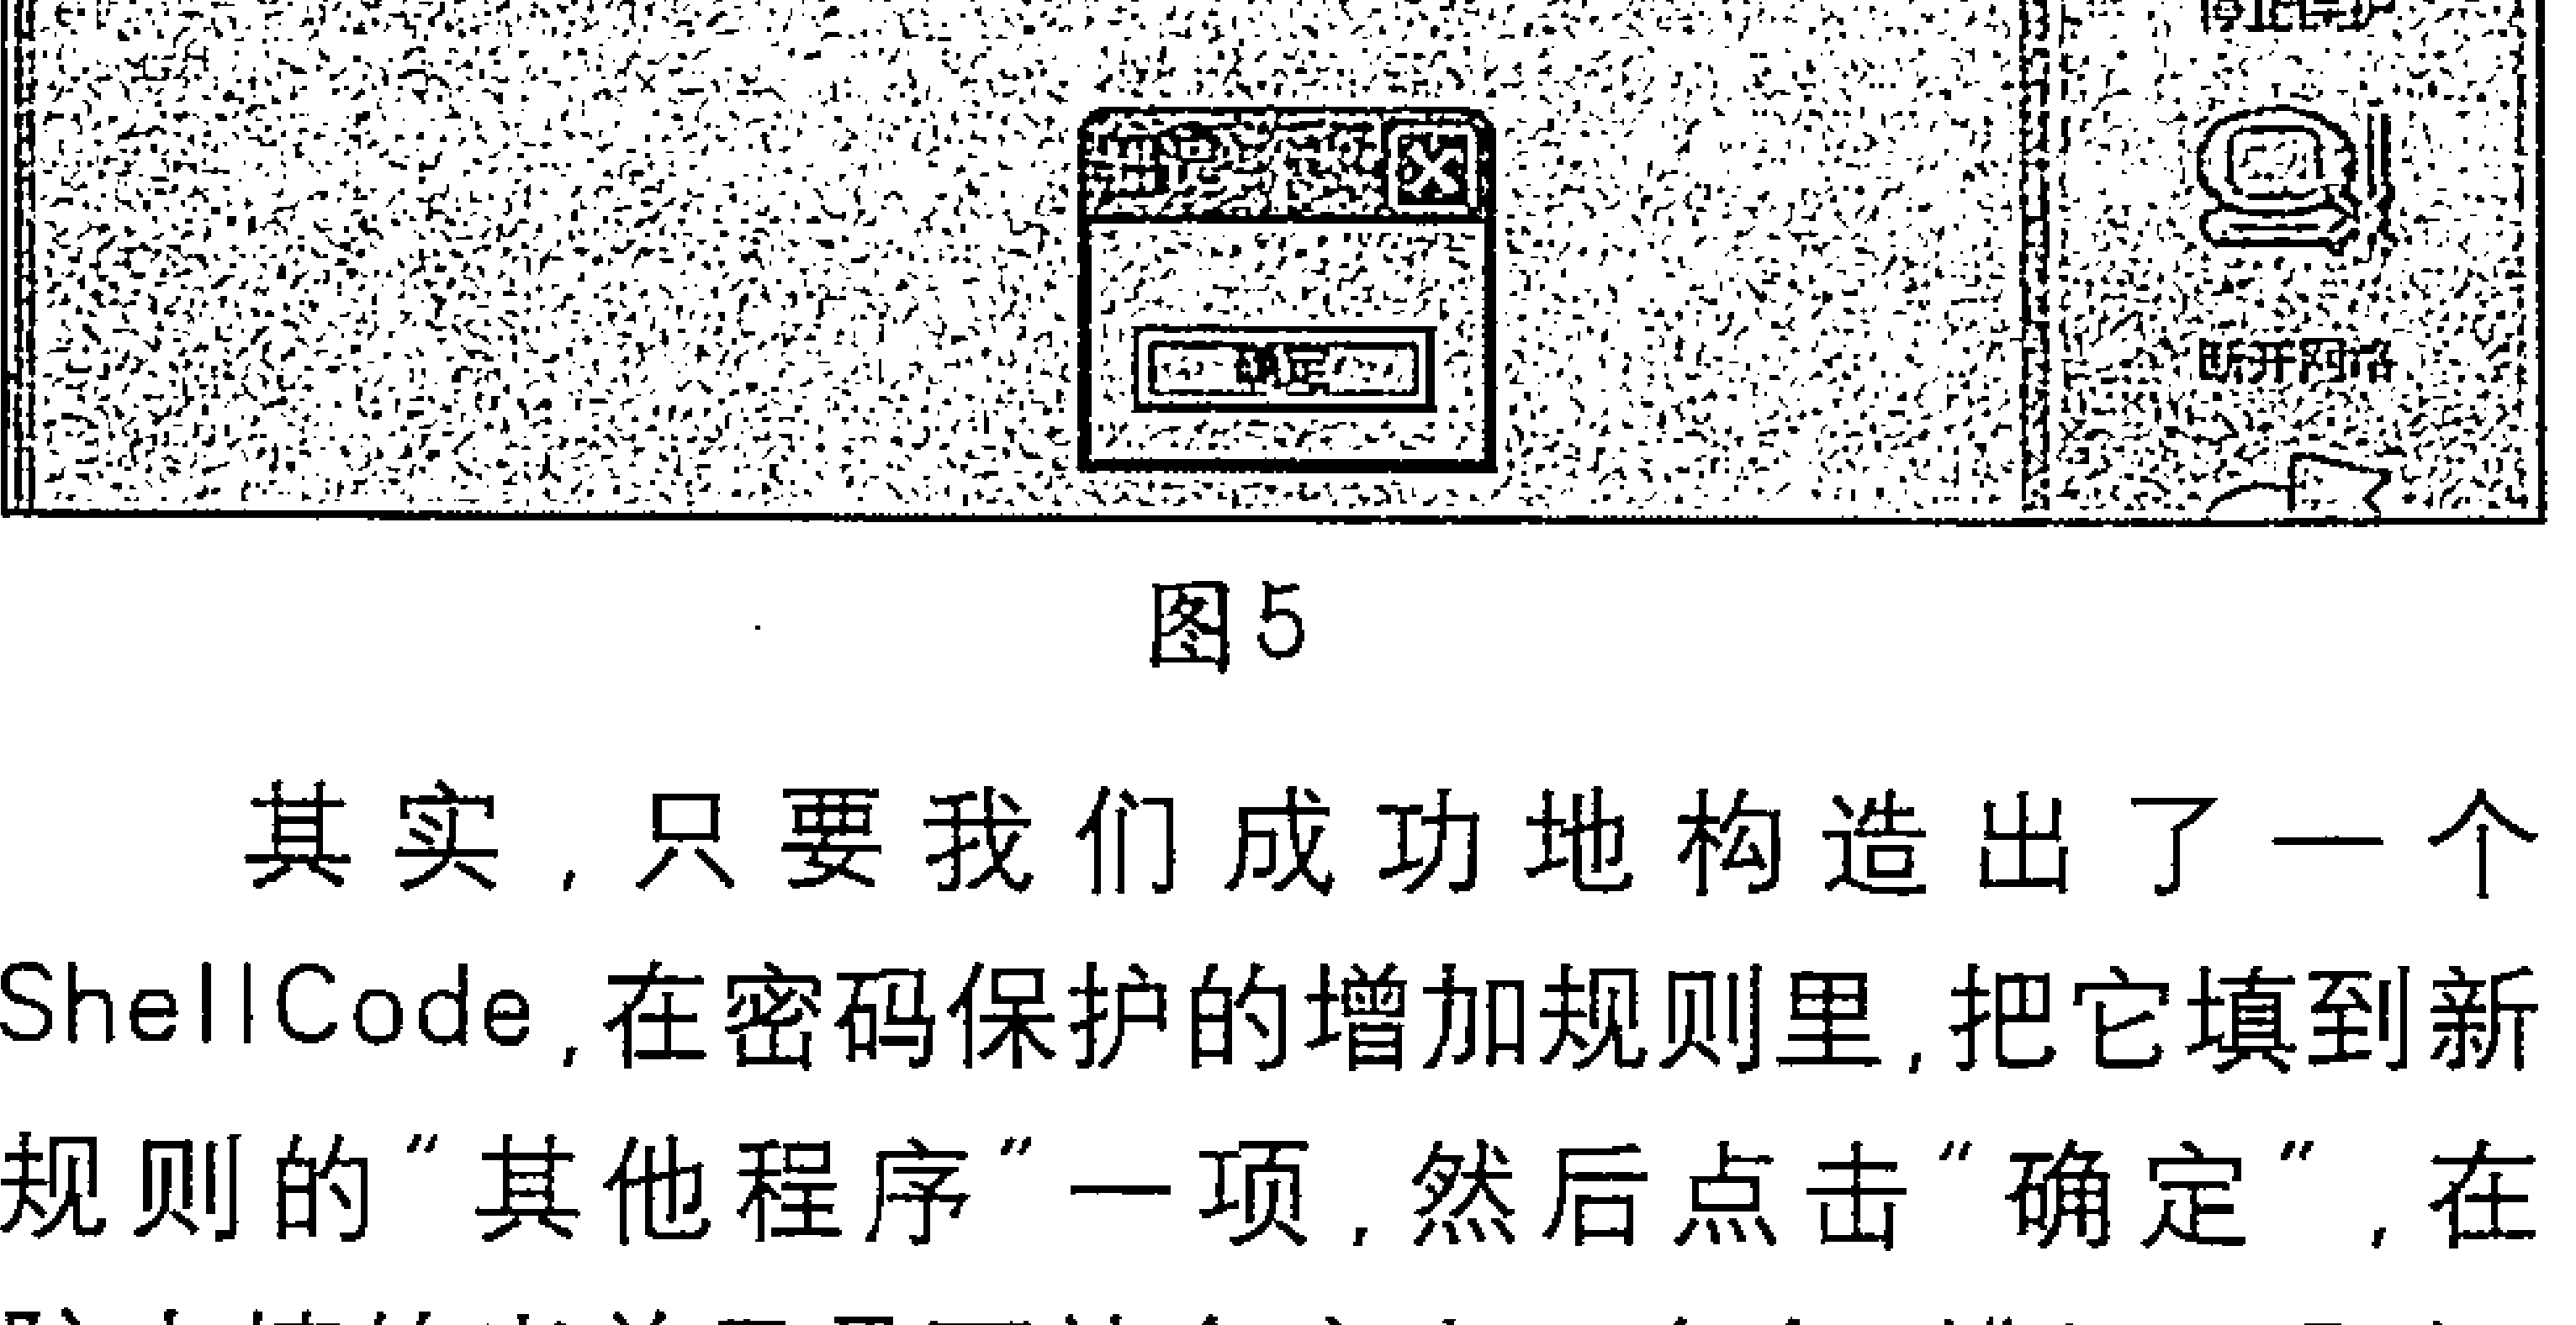 断开网络
确定
图5
其实,只要我们成功地构造出了一个
ShellCode,在密码保护的增加规则里,把它填到新
规则的“其他程序”一项,然后点击“确定”,在